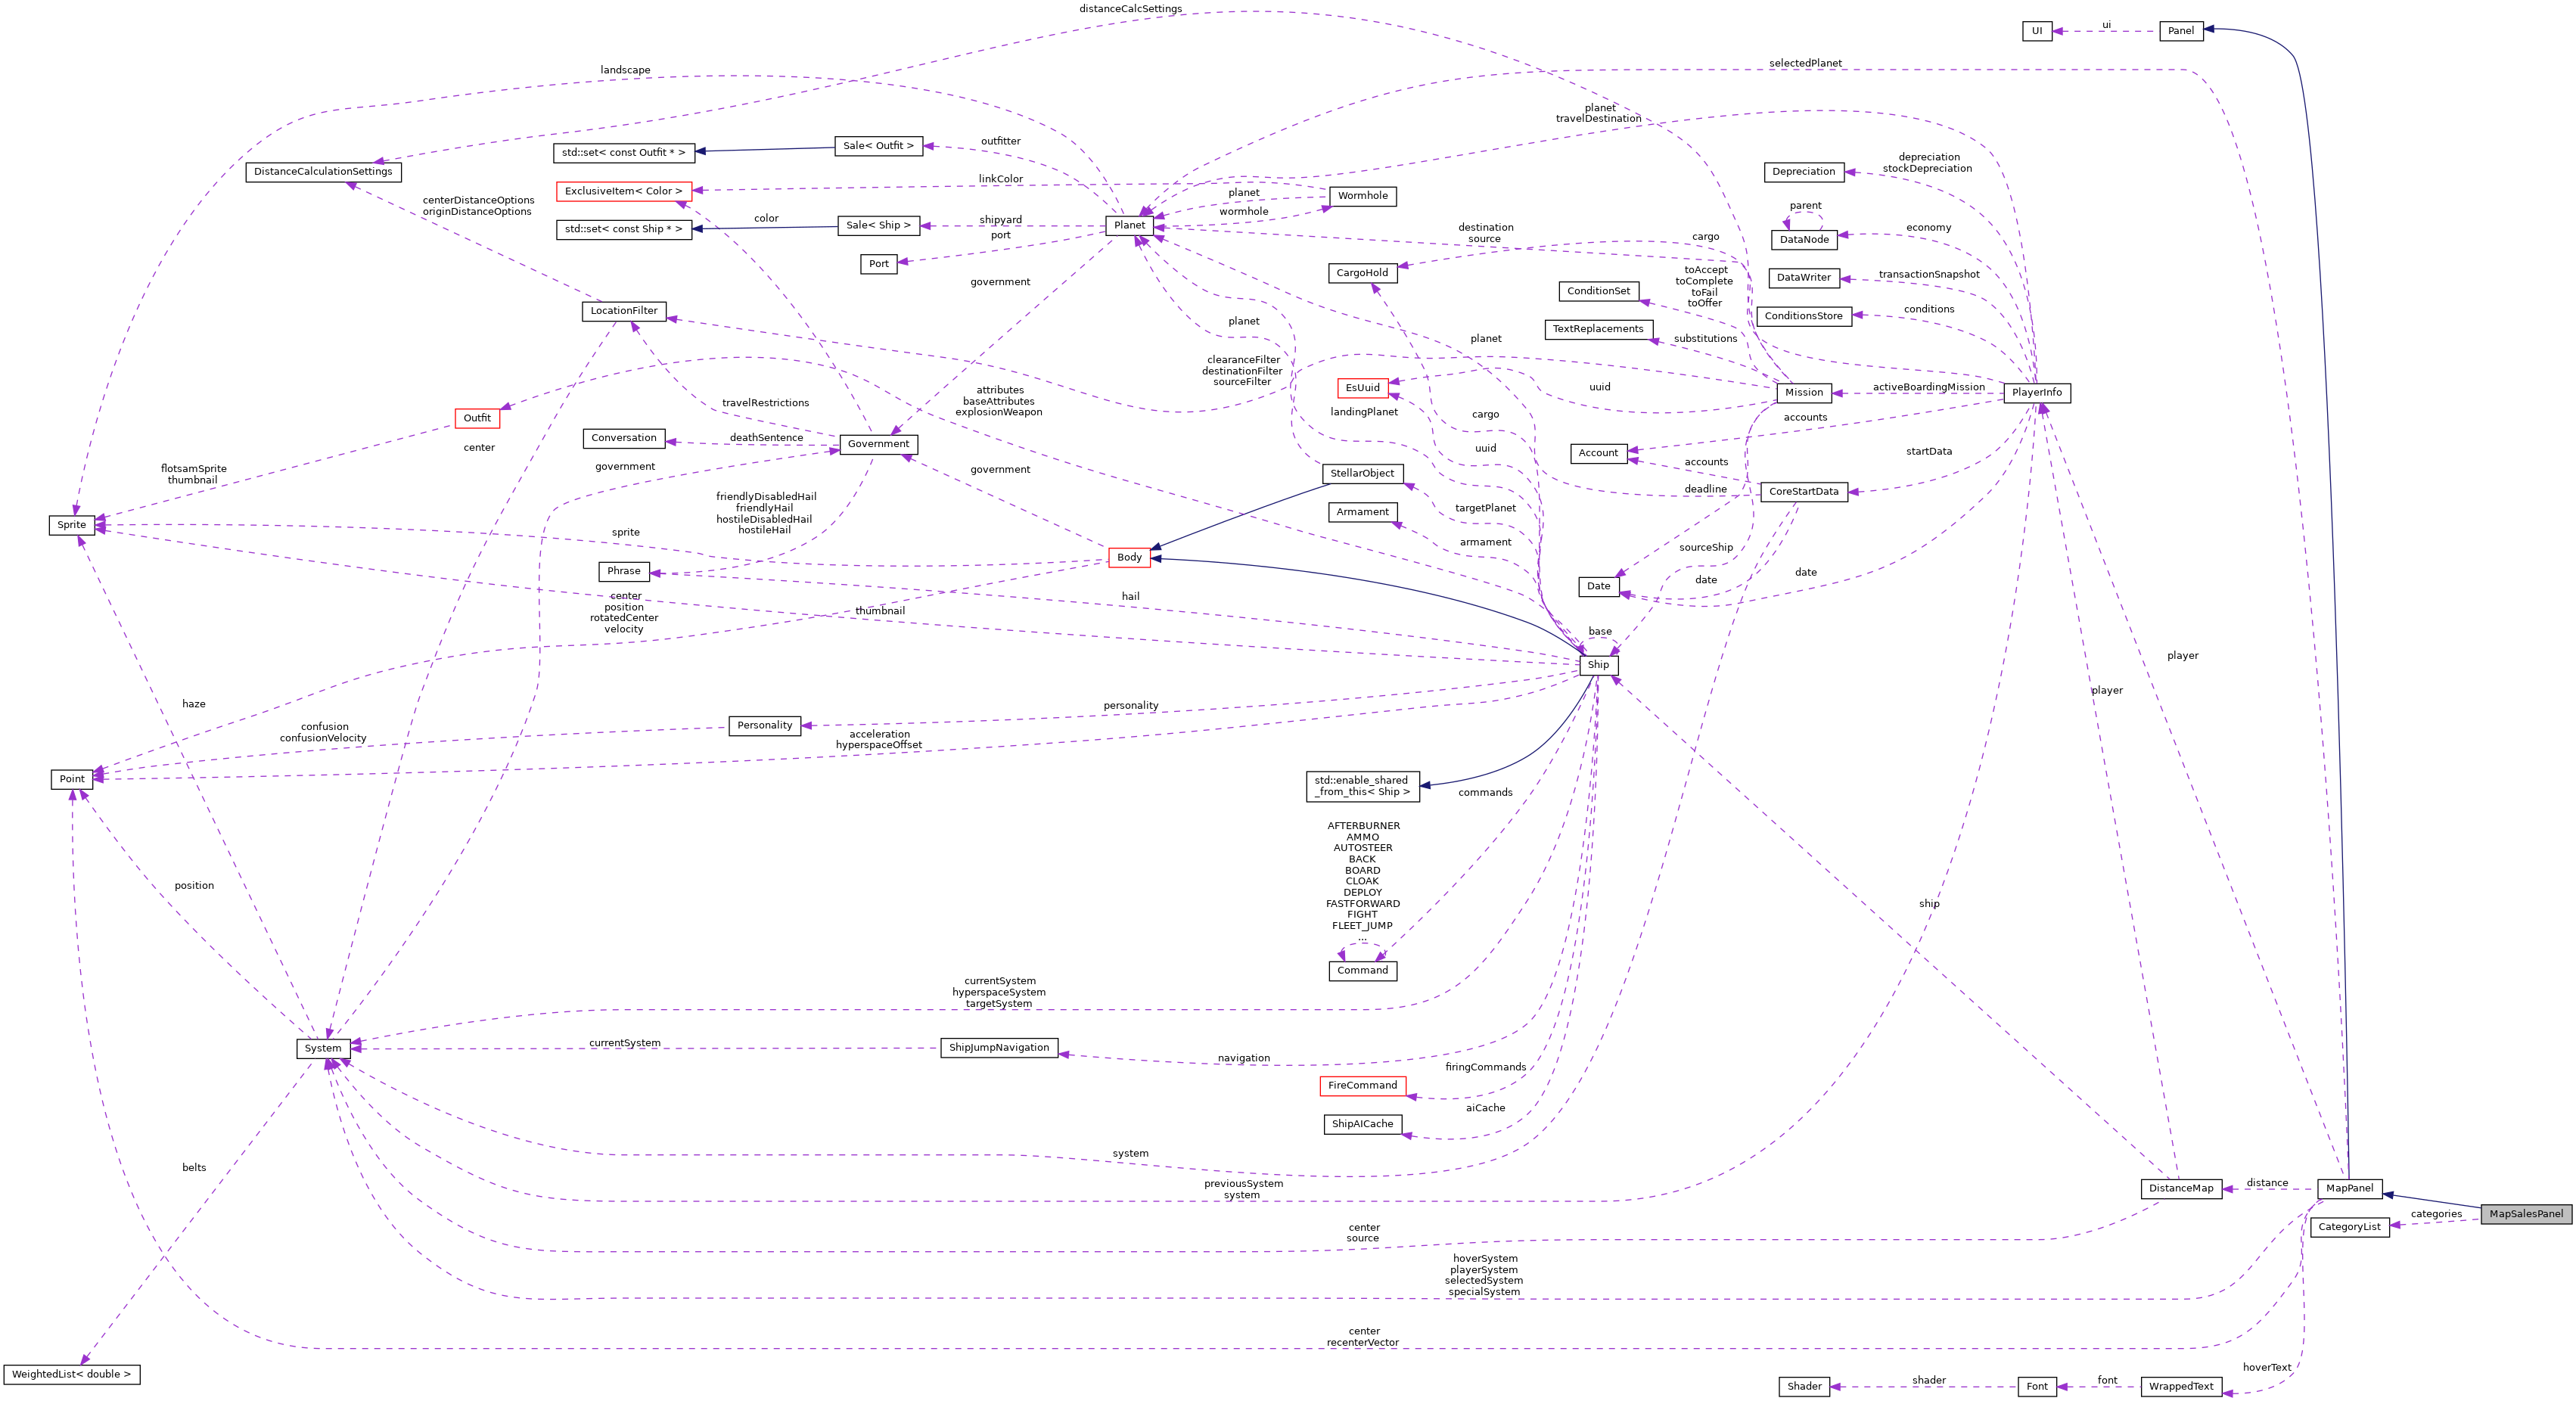 distanceCalcSettings
UI
ui
Panel
landscape
selectedPlanet
planet
travelDestination
std::set< const Outfit * >
Sale< Outfit >
outfitter
DistanceCalculationSettings
depreciation
stockDepreciation
Depreciation
ExclusiveItem< Color >
linkColor
Wormhole
planet
wormhole
centerDistanceOptions
originDistanceOptions
color
std::set< const Ship * >
Sale< Ship >
shipyard
port
Planet
parent
DataNode
economy
destination
source
cargo
Port
CargoHold
toAccept
toComplete
toFail
toOffer
DataWriter
transactionSnapshot
government
ConditionSet
ConditionsStore
conditions
LocationFilter
planet
TextReplacements
substitutions
planet
clearanceFilter
destinationFilter
sourceFilter
attributes
baseAttributes
explosionWeapon
EsUuid
uuid
Mission
activeBoardingMission
PlayerInfo
travelRestrictions
Outfit
landingPlanet
cargo
accounts
Conversation
deathSentence
Government
center
uuid
Account
accounts
startData
flotsamSprite
thumbnail
government
government
StellarObject
deadline
CoreStartData
friendlyDisabledHail
friendlyHail
hostileDisabledHail
hostileHail
targetPlanet
Armament
Sprite
sprite
armament
sourceShip
Body
Phrase
date
date
Date
center
position
rotatedCenter
velocity
thumbnail
hail
base
Ship
player
player
haze
personality
Personality
confusion
confusionVelocity
acceleration
hyperspaceOffset
Point
std::enable_shared
_from_this< Ship >
commands
AFTERBURNER
AMMO
AUTOSTEER
BACK
BOARD
CLOAK
DEPLOY
FASTFORWARD
FIGHT
FLEET_JUMP
...
Command
position
ship
currentSystem
hyperspaceSystem
targetSystem
System
currentSystem
ShipJumpNavigation
navigation
firingCommands
FireCommand
aiCache
ShipAICache
belts
system
previousSystem
system
DistanceMap
distance
MapPanel
categories
MapSalesPanel
CategoryList
center
source
hoverSystem
playerSystem
selectedSystem
specialSystem
center
recenterVector
WeightedList< double >
hoverText
Shader
shader
Font
font
WrappedText